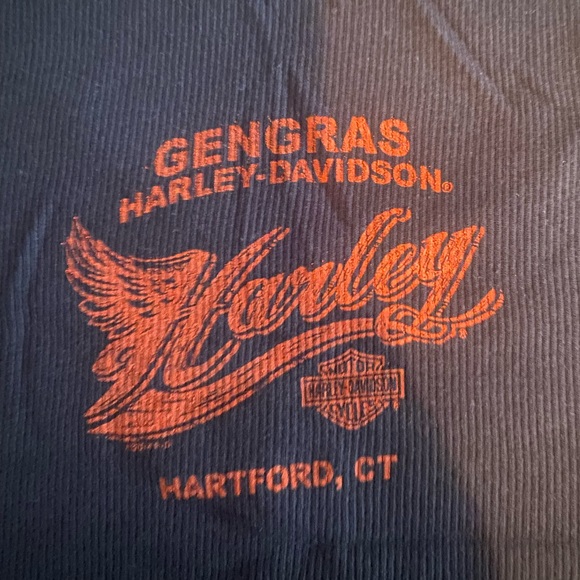 GENGRAS
HARLEY-DAVIDSON®
Harley
MOTOR
HARLEY-DAVIDSON
CYCLES
HARTFORD, CT